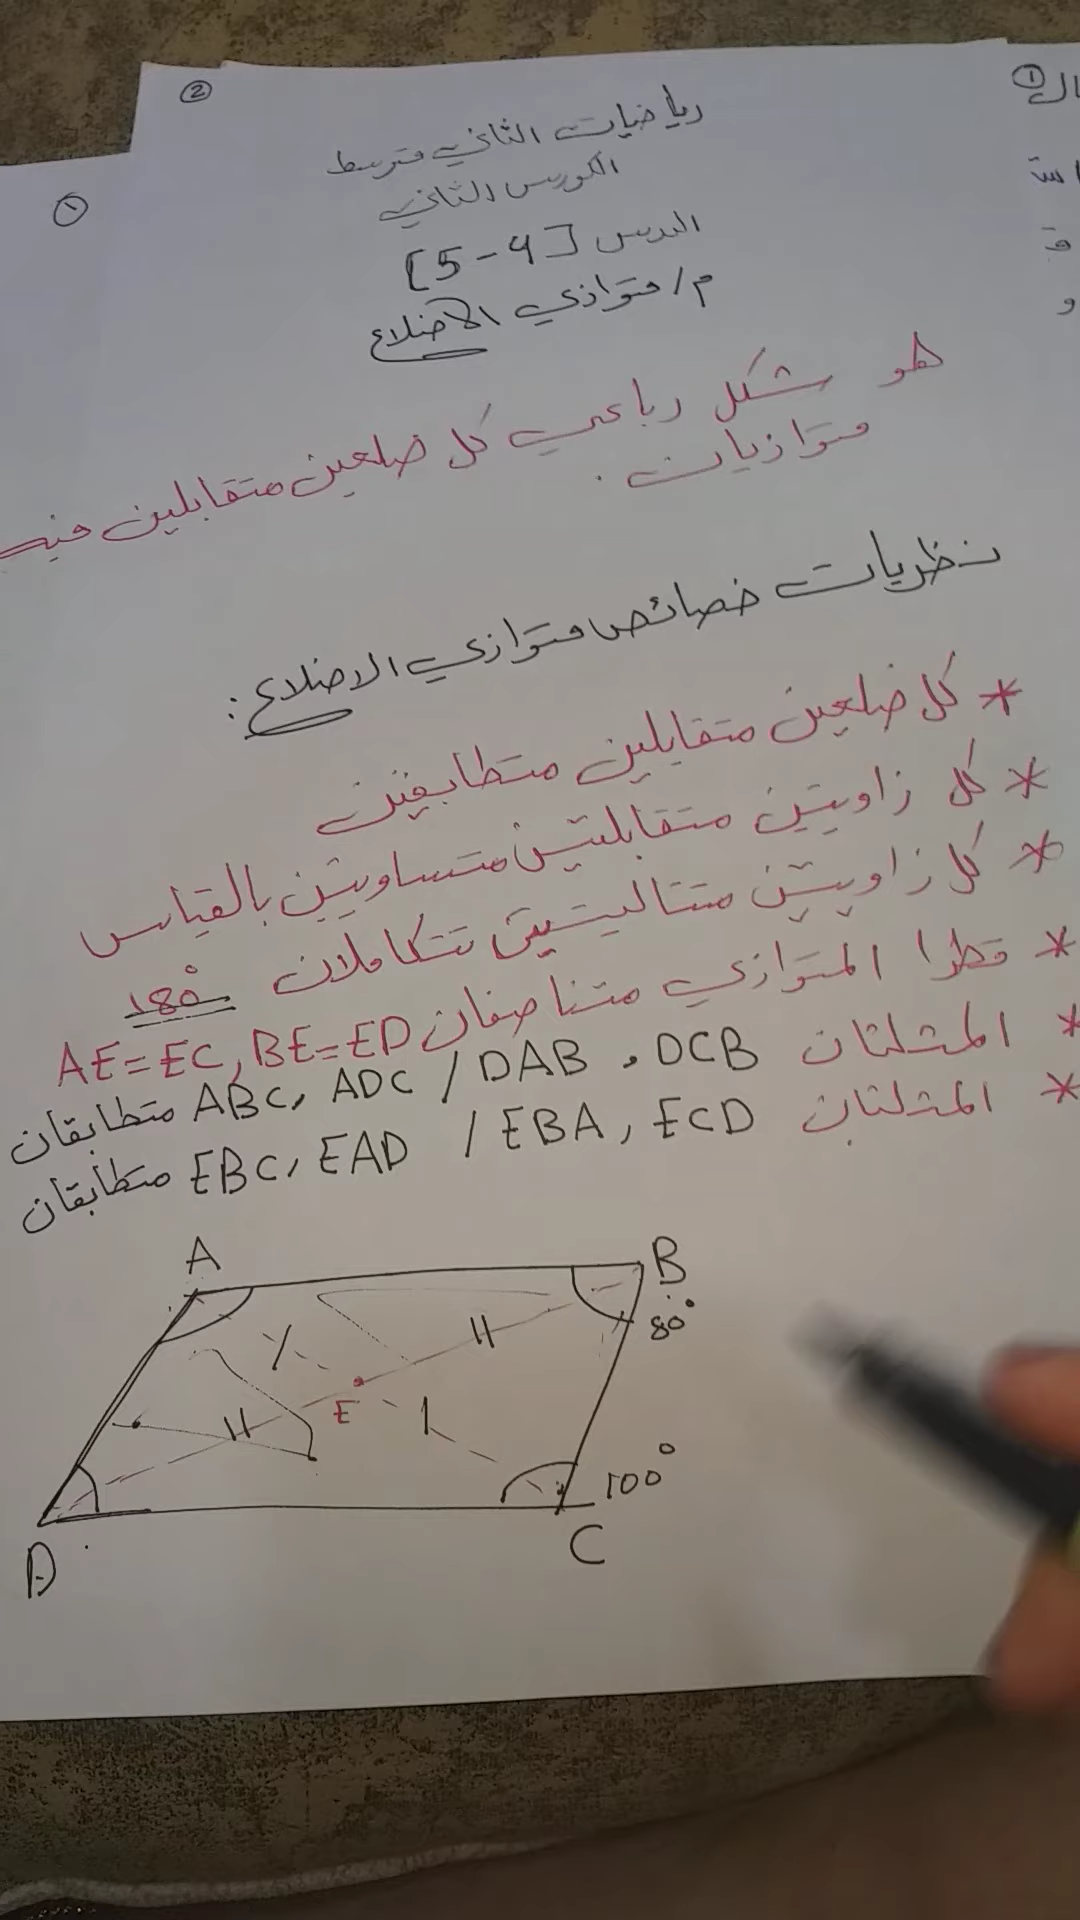 ②
①
رياضيات الثاني متوسط
الكورس الثاني
الدرس [5-4]
م/ متوازي الأضلاع
هو شكل رباعي كل ضلعين متقابلين فيه
متوازيان .
نظريات خصائص متوازي الاضلاع :
* كل ضلعين متقابلين متطابقين
* كل زاويتين متقابلتين متساويتين بالقياس
* كل زاويتين متتاليتين تتكاملان 180°
* قطرا المتوازي متناصفان AE=EC, BE=ED
* المثلثان DCB , DAB / ADC , ABC متطابقان
* المثلثان ECD , EBA / EAD , EBC متطابقان
A
B
80°
E
100°
C
D
①